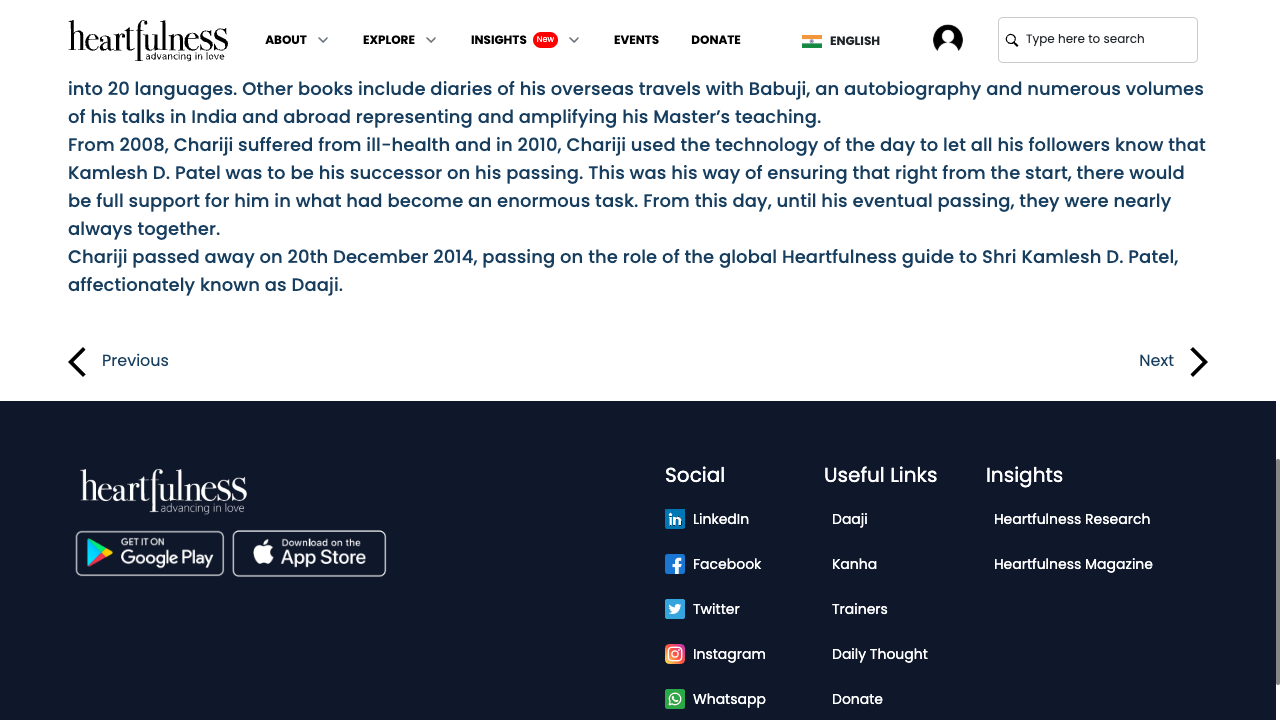 heartfulness
advancing in love
ABOUT
EXPLORE
INSIGHTS New
EVENTS
DONATE
ENGLISH
Type here to search
into 20 languages. Other books include diaries of his overseas travels with Babuji, an autobiography and numerous volumes
of his talks in India and abroad representing and amplifying his Master’s teaching.
From 2008, Chariji suffered from ill-health and in 2010, Chariji used the technology of the day to let all his followers know that
Kamlesh D. Patel was to be his successor on his passing. This was his way of ensuring that right from the start, there would
be full support for him in what had become an enormous task. From this day, until his eventual passing, they were nearly
always together.
Chariji passed away on 20th December 2014, passing on the role of the global Heartfulness guide to Shri Kamlesh D. Patel,
affectionately known as Daaji.
Previous
Next
heartfulness
advancing in love
GET IT ON
Google Play
Download on the
App Store
Social
LinkedIn
Facebook
Twitter
Instagram
Whatsapp
Useful Links
Daaji
Kanha
Trainers
Daily Thought
Donate
Insights
Heartfulness Research
Heartfulness Magazine